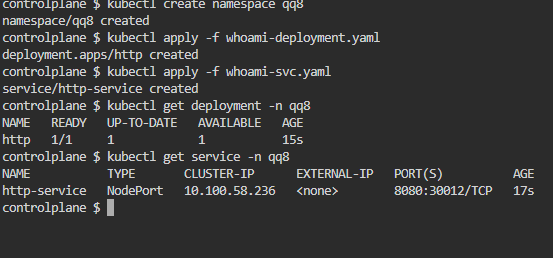 controlplane $ kubectl create namespace qq8
namespace/qq8 created
controlplane $ kubectl apply -f whoami-deployment.yaml
deployment.apps/http created
controlplane $ kubectl apply -f whoami-svc.yaml
service/http-service created
controlplane $ kubectl get deployment -n qq8
NAME   READY   UP-TO-DATE   AVAILABLE   AGE
http   1/1     1            1           15s
controlplane $ kubectl get service -n qq8
NAME           TYPE       CLUSTER-IP      EXTERNAL-IP   PORT(S)          AGE
http-service   NodePort   10.100.58.236   <none>        8080:30012/TCP   17s
controlplane $